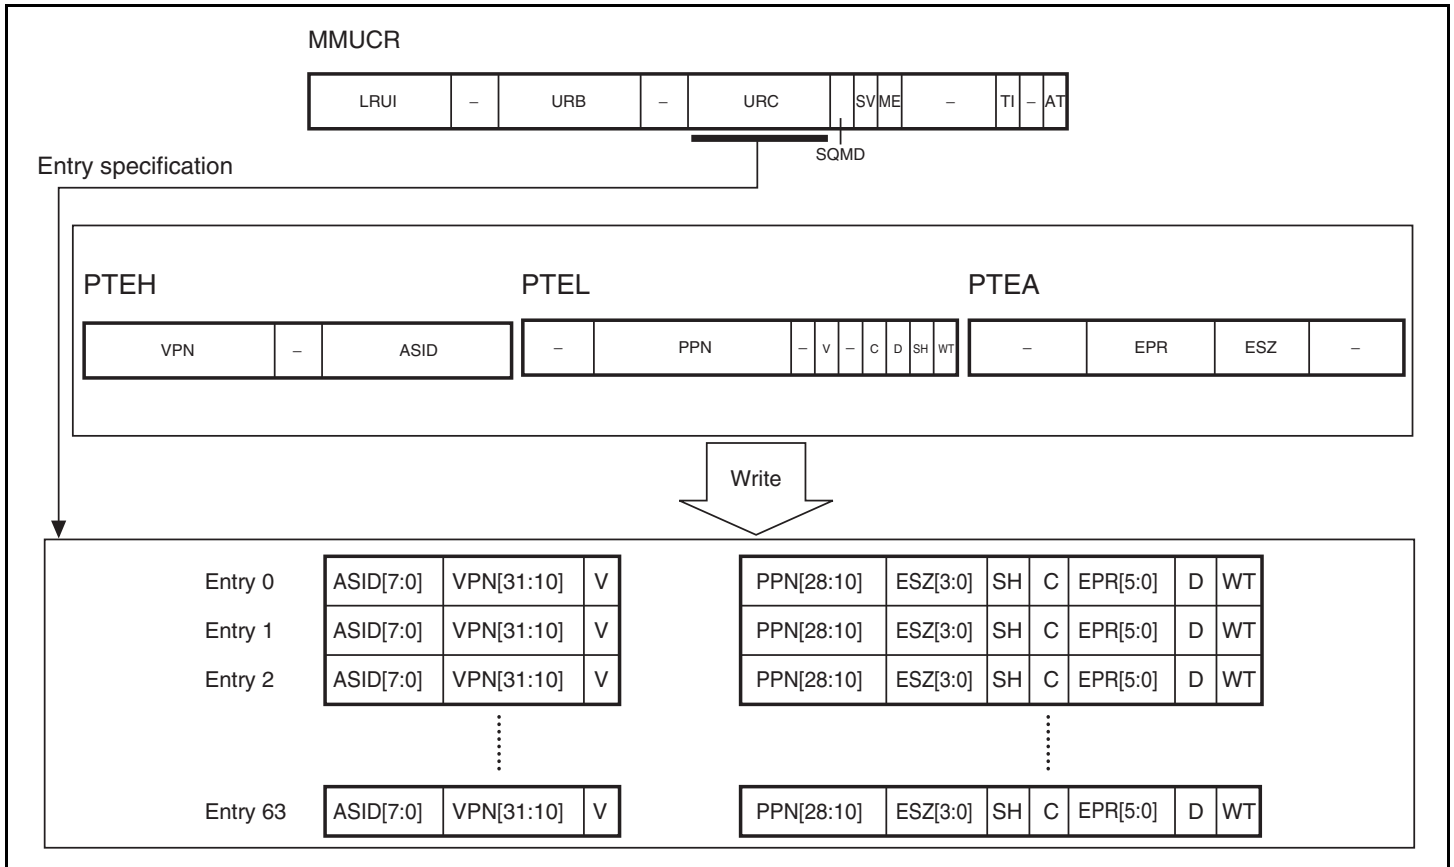 MMUCR
LRUI – URB – URC SV ME – TI – AT
SQMD
Entry specification
PTEH PTEL PTEA
VPN – ASID – PPN – V – C D SH WT – EPR ESZ –
Write
Entry 0 ASID[7:0] VPN[31:10] V PPN[28:10] ESZ[3:0] SH C EPR[5:0] D WT
Entry 1 ASID[7:0] VPN[31:10] V PPN[28:10] ESZ[3:0] SH C EPR[5:0] D WT
Entry 2 ASID[7:0] VPN[31:10] V PPN[28:10] ESZ[3:0] SH C EPR[5:0] D WT
Entry 63 ASID[7:0] VPN[31:10] V PPN[28:10] ESZ[3:0] SH C EPR[5:0] D WT